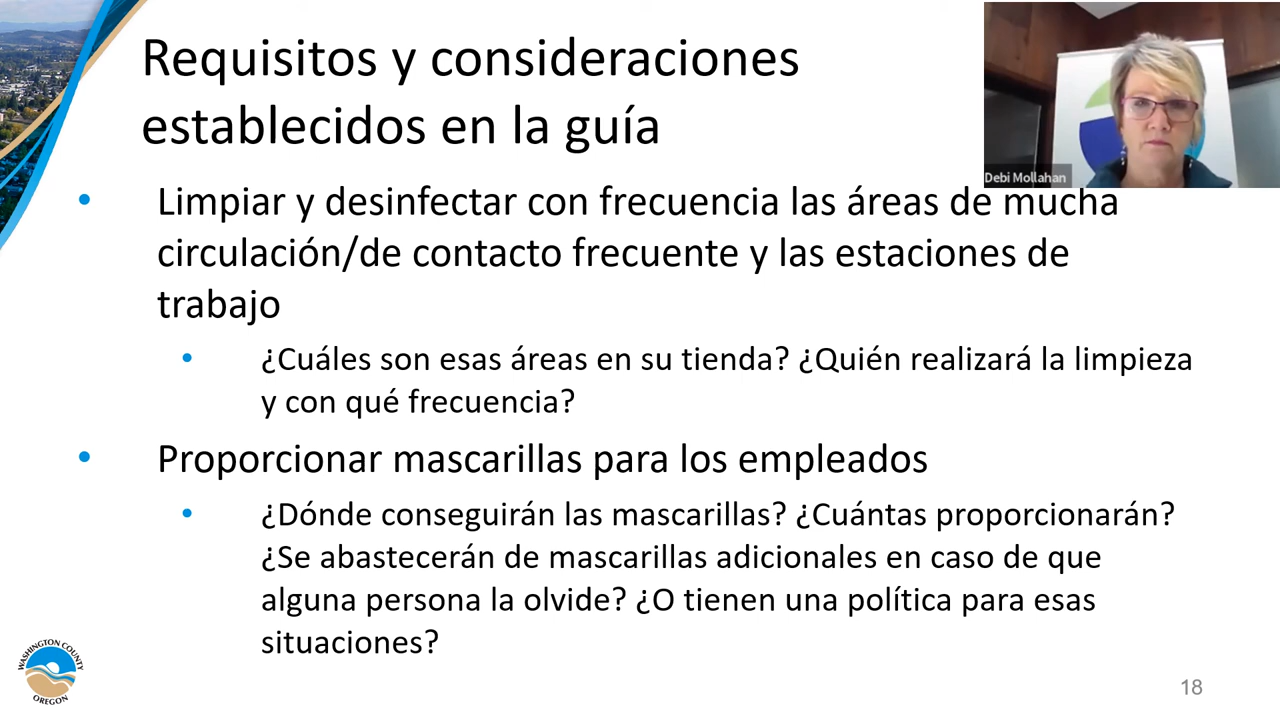 Requisitos y consideraciones
establecidos en la guía
Debi Mollahan
• Limpiar y desinfectar con frecuencia las áreas de mucha
circulación/de contacto frecuente y las estaciones de
trabajo
• ¿Cuáles son esas áreas en su tienda? ¿Quién realizará la limpieza
y con qué frecuencia?
• Proporcionar mascarillas para los empleados
• ¿Dónde conseguirán las mascarillas? ¿Cuántas proporcionarán?
¿Se abastecerán de mascarillas adicionales en caso de que
alguna persona la olvide? ¿O tienen una política para esas
situaciones?
WASHINGTON COUNTY
OREGON
18